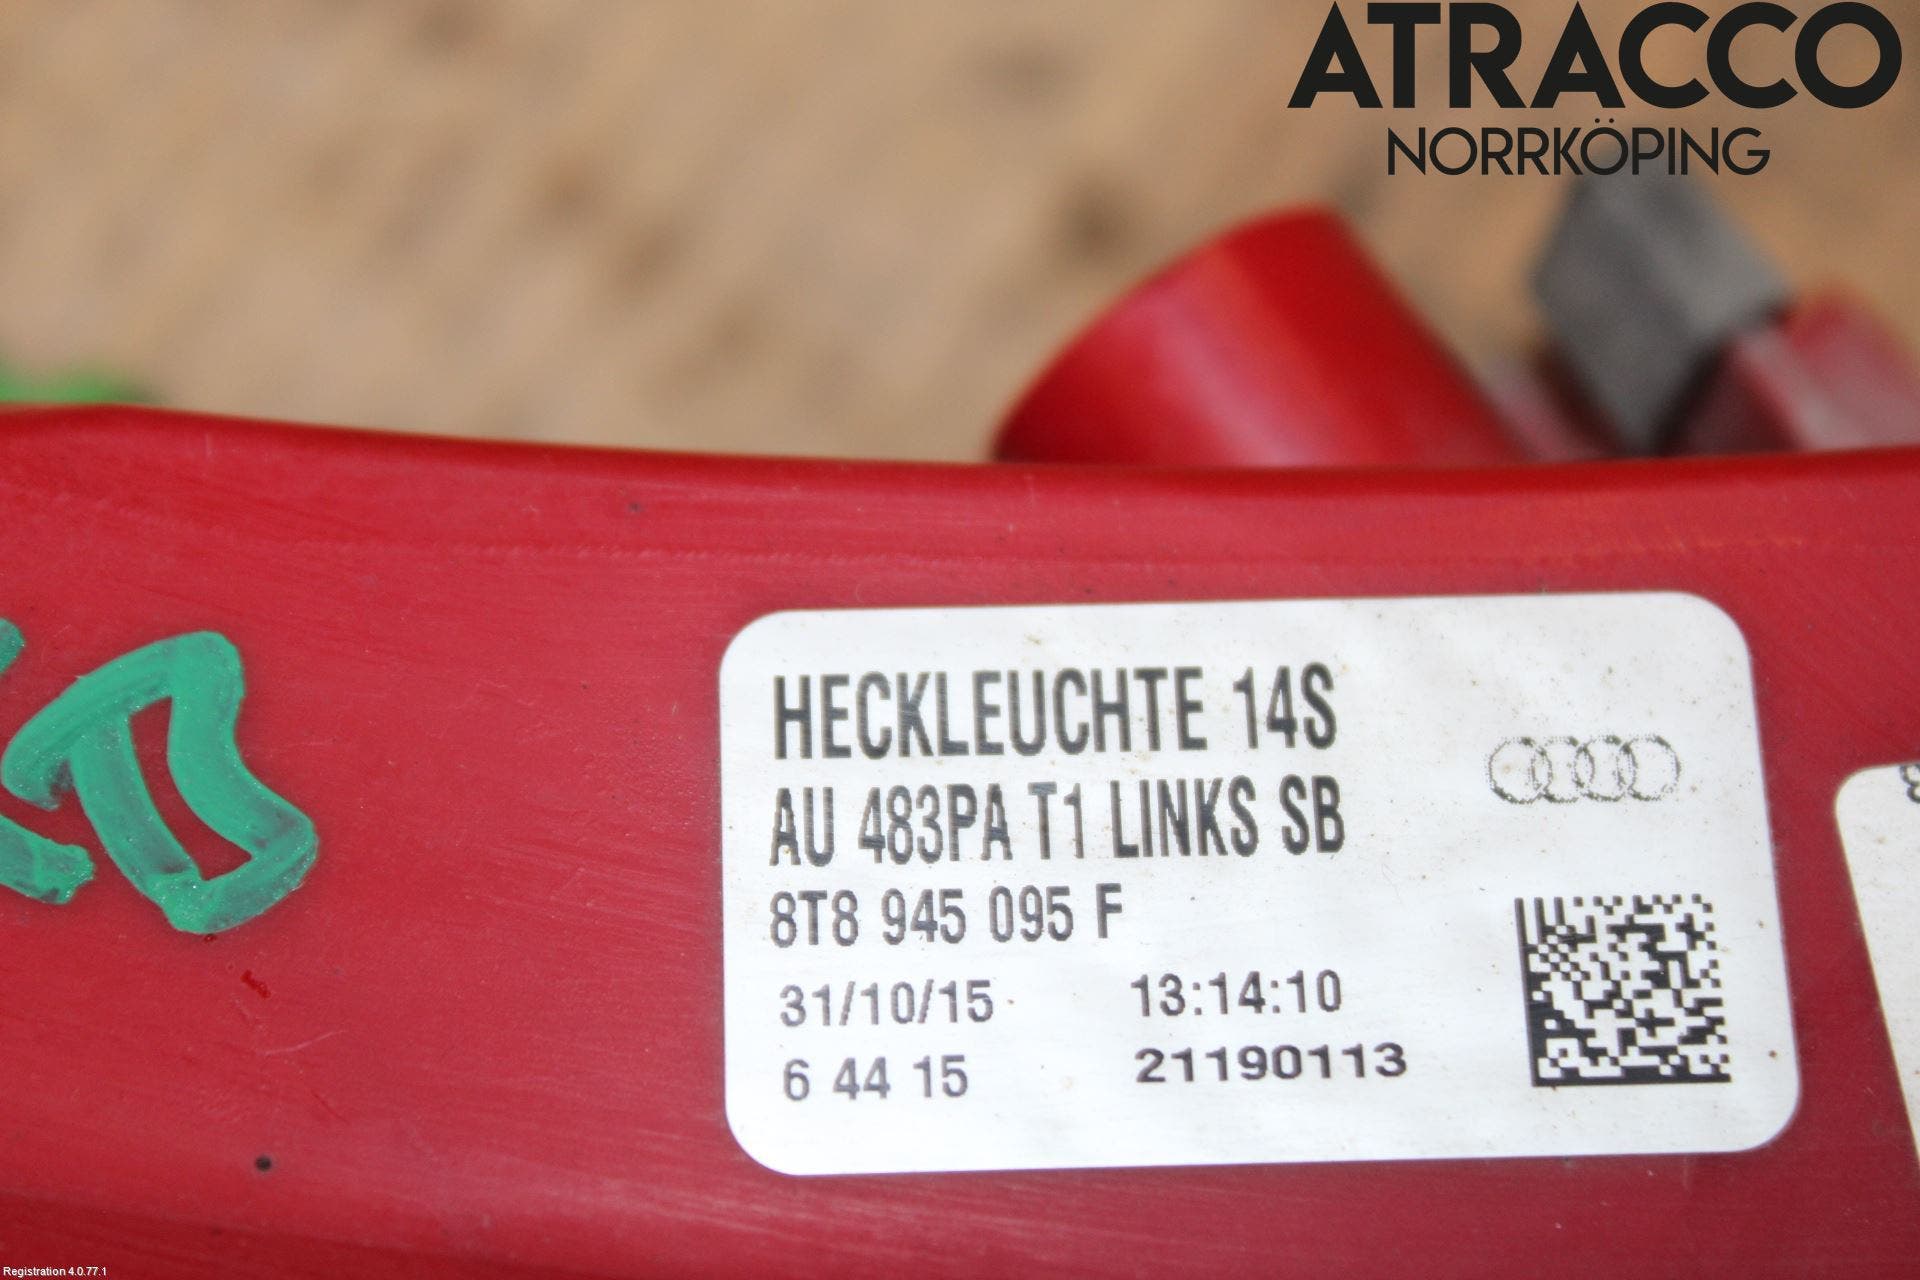 ATRACCO
NORRKÖPING
HECKLEUCHTE 14S
AU 483PA T1 LINKS SB
8T8 945 095 F
31/10/15 13:14:10
6 44 15 21190113
Registration 4.0.77.1